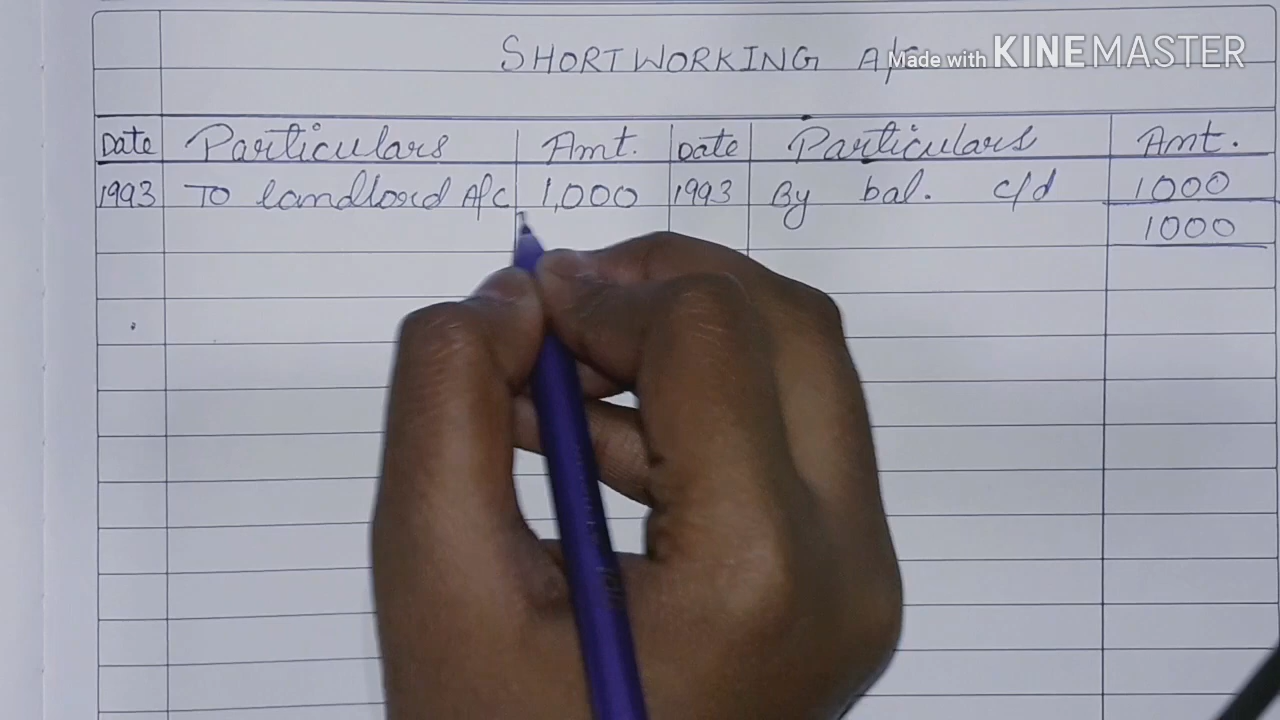 SHORTWORKING A/C
Made with KINEMASTER
Date Particulars Amt. Date Particulars Amt.
1993 To landlord A/c 1,000 1993 By bal. c/d 1000
1000